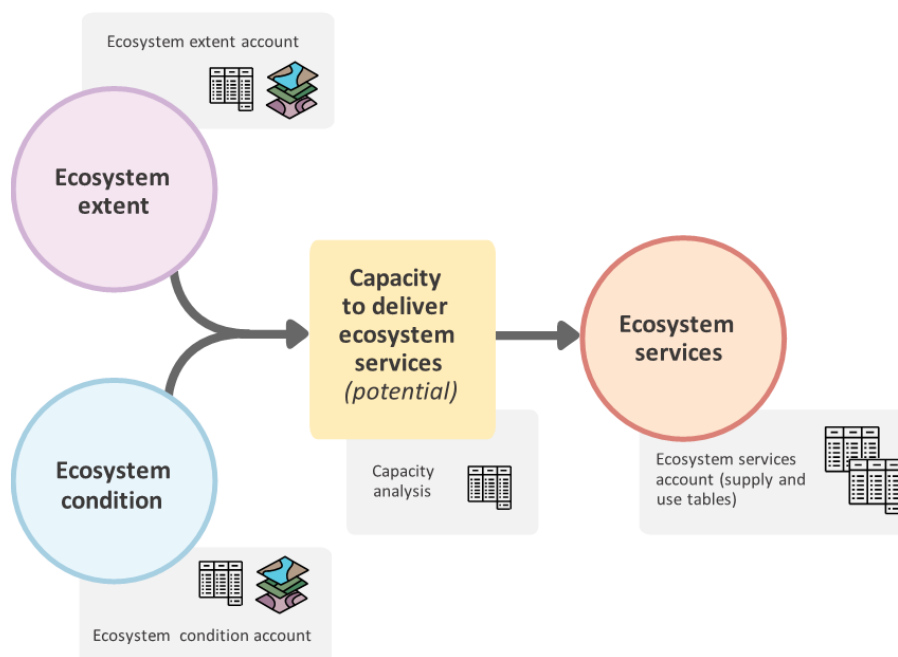 Ecosystem extent account
Ecosystem
extent
Capacity
to deliver
ecosystem
services
(potential)
Ecosystem
services
Ecosystem
condition
Capacity
analysis
Ecosystem services
account (supply and
use tables)
Ecosystem condition account